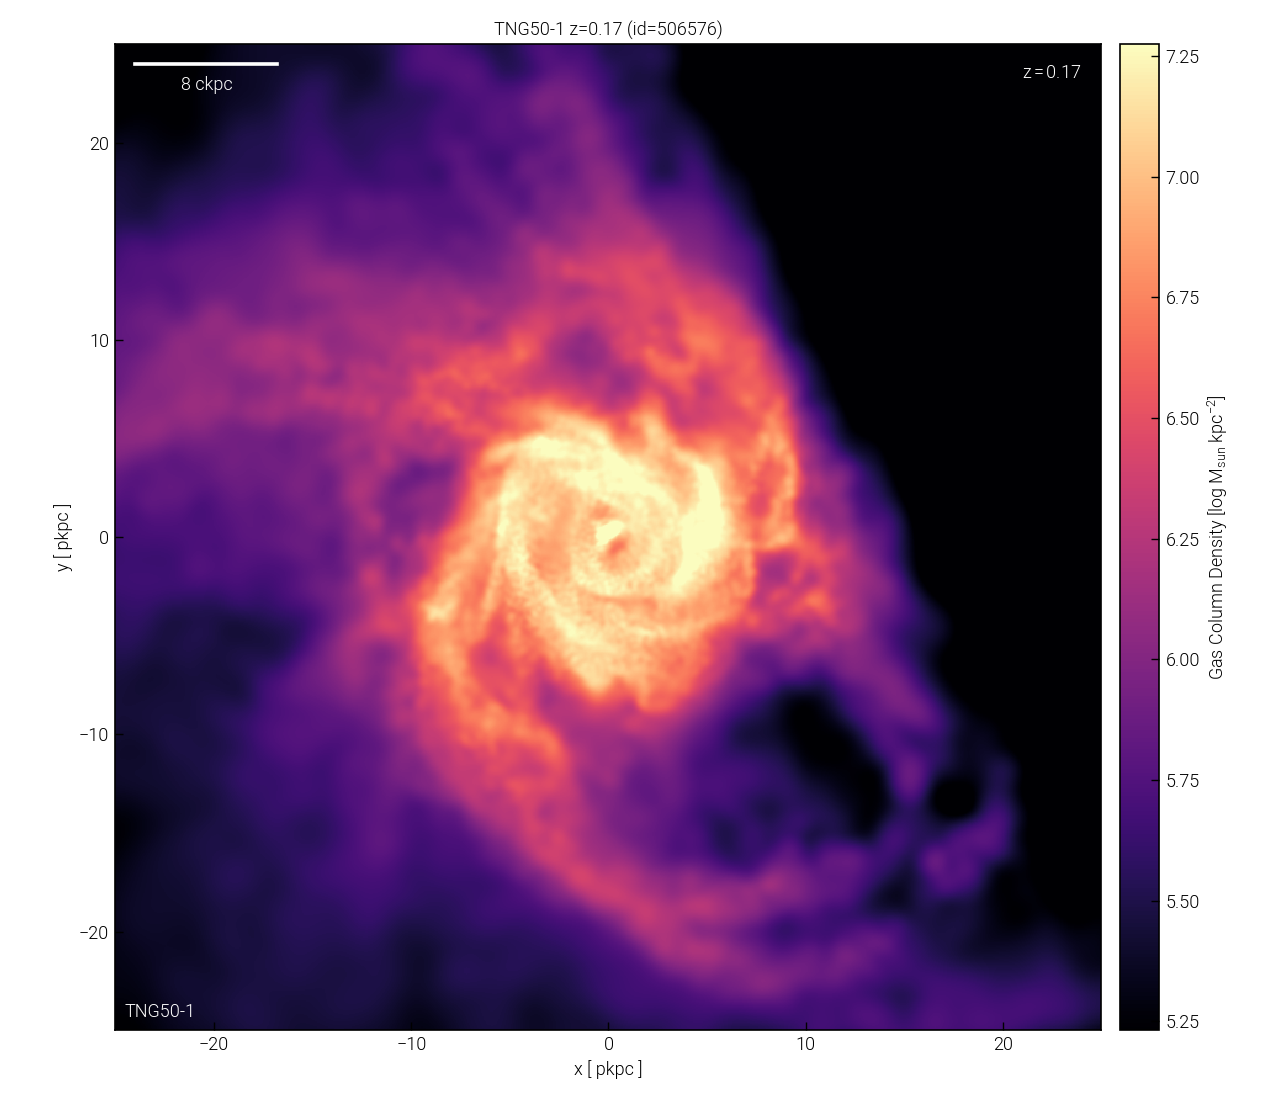 TNG50-1 z=0.17 (id=506576)
8 ckpc
z=0.17
TNG50-1
20
10
0
−10
−20
y [ pkpc ]
−20
−10
0
10
20
x [ pkpc ]
7.25
7.00
6.75
6.50
6.25
6.00
5.75
5.50
5.25
Gas Column Density [log M_sun kpc⁻²]